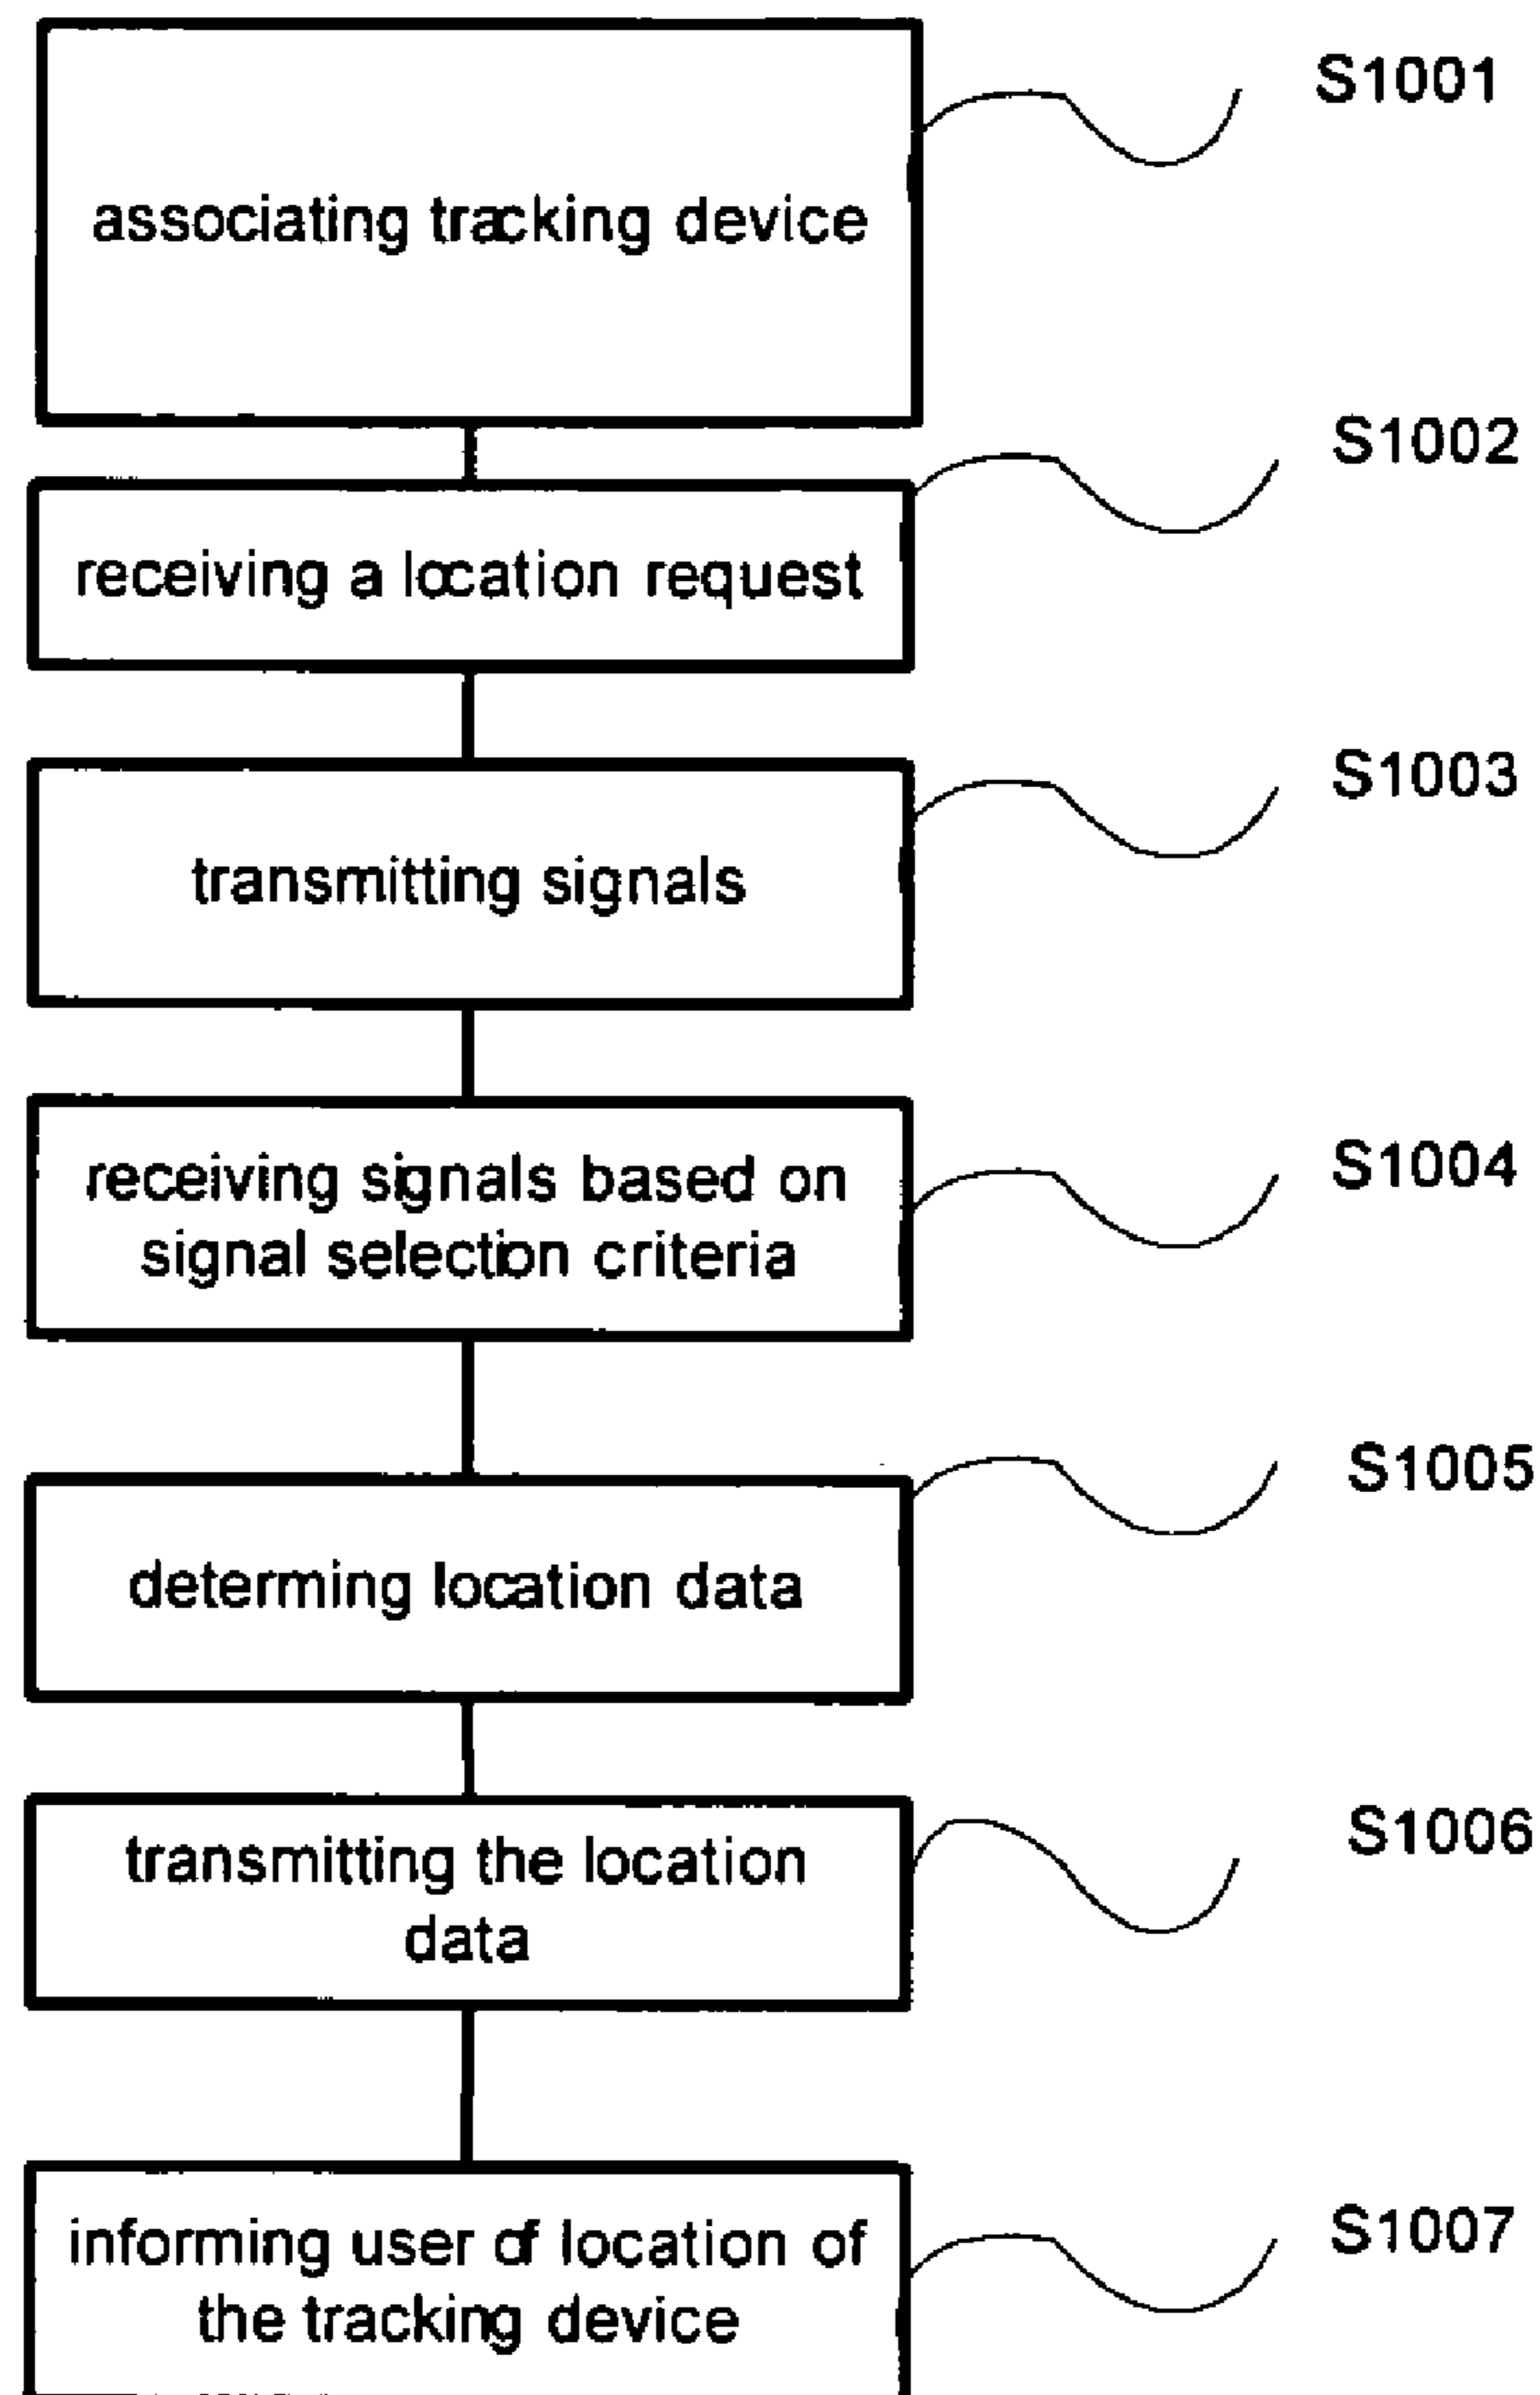 S1001
associating tracking device
S1002
receiving a location request
S1003
transmitting signals
S1004
receiving signals based on
signal selection criteria
S1005
determing location data
S1006
transmitting the location
data
S1007
informing user of location of
the tracking device